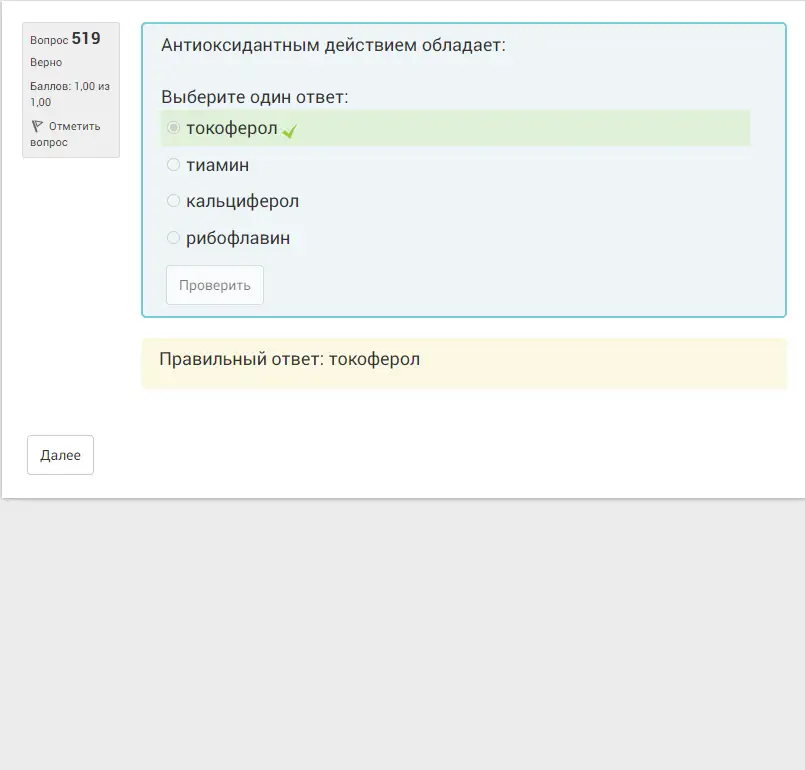 Вопрос 519
Верно
Баллов: 1,00 из
1,00
Отметить
вопрос
Антиоксидантным действием обладает:
Выберите один ответ:
токоферол
тиамин
кальциферол
рибофлавин
Проверить
Правильный ответ: токоферол
Далее